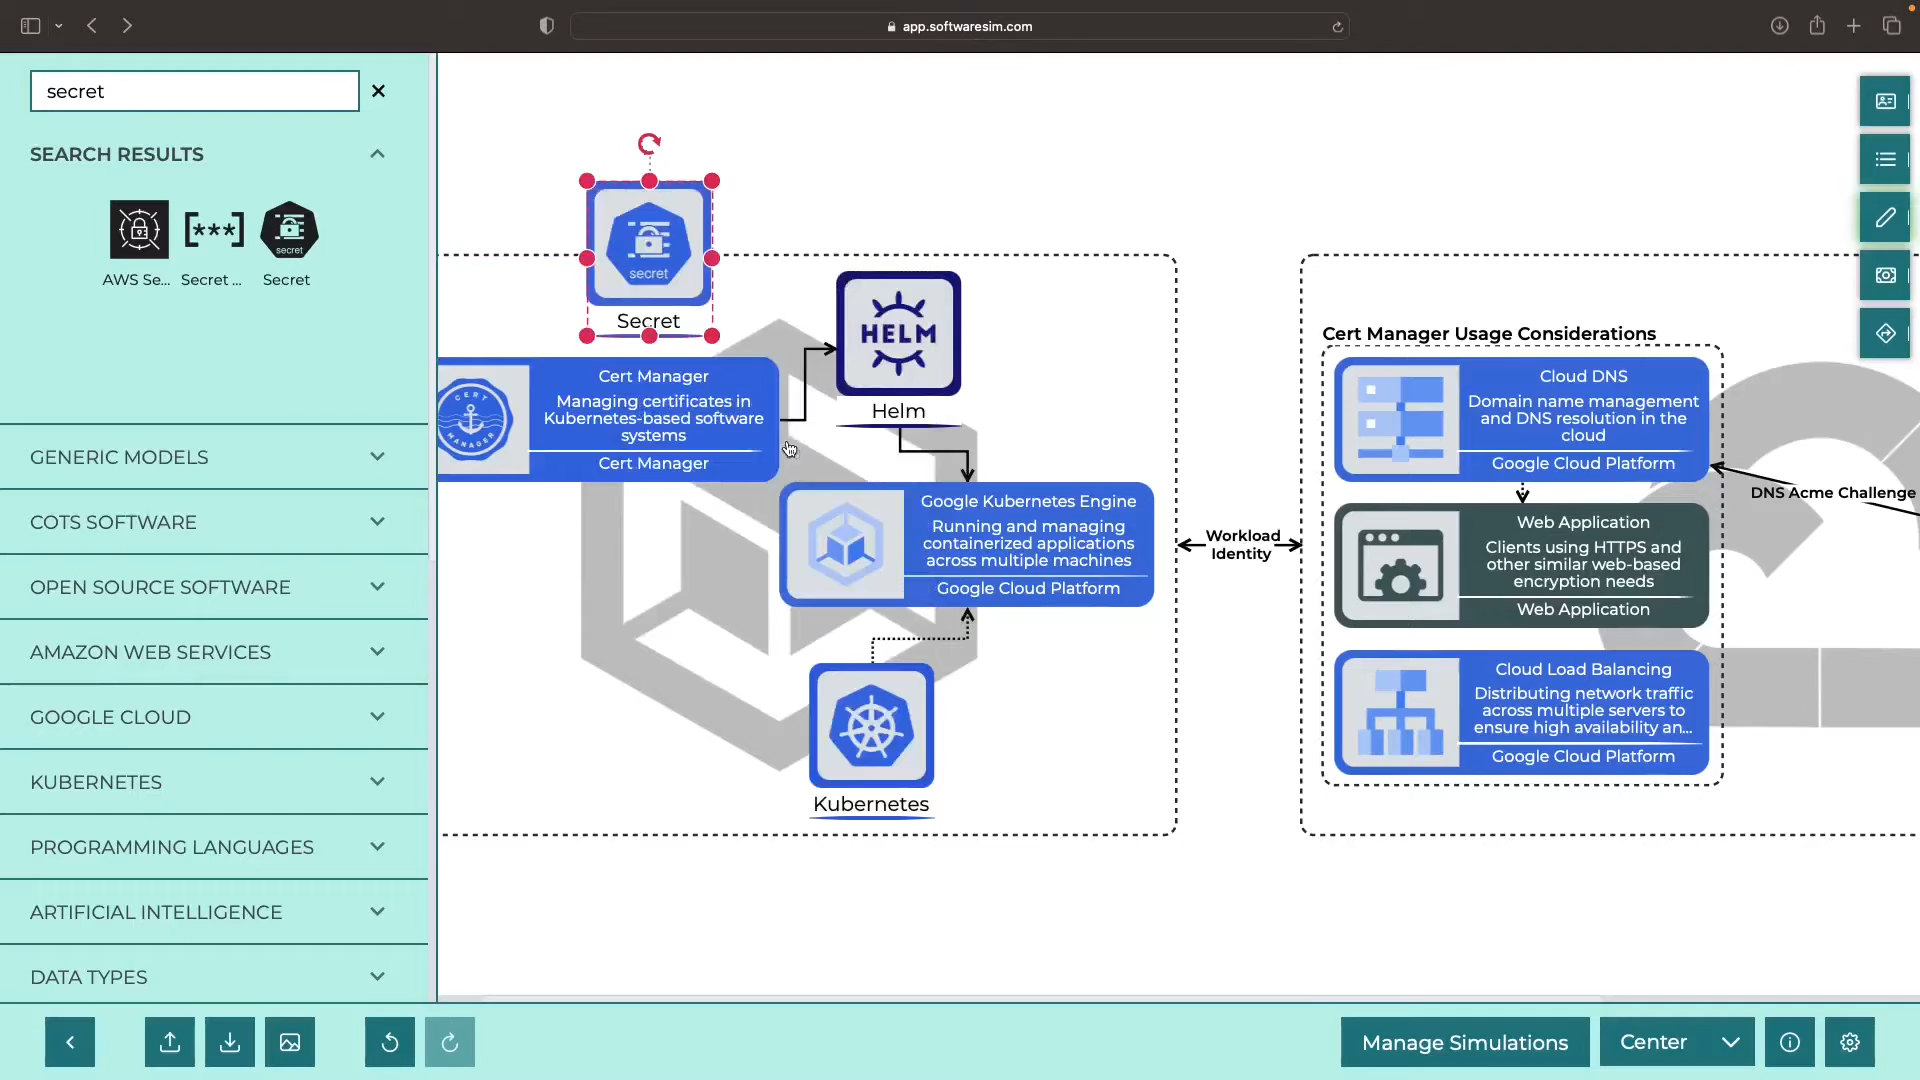 app.softwaresim.com
secret
SEARCH RESULTS
secret
AWS Se...
Secret ...
Secret
GENERIC MODELS
COTS SOFTWARE
OPEN SOURCE SOFTWARE
AMAZON WEB SERVICES
GOOGLE CLOUD
KUBERNETES
PROGRAMMING LANGUAGES
ARTIFICIAL INTELLIGENCE
DATA TYPES
secret
Secret
HELM
Helm
CERT
MANAGER
Cert Manager
Managing certificates in
Kubernetes-based software
systems
Cert Manager
Google Kubernetes Engine
Running and managing
containerized applications
across multiple machines
Google Cloud Platform
Kubernetes
Workload
Identity
Cert Manager Usage Considerations
Cloud DNS
Domain name management
and DNS resolution in the
cloud
Google Cloud Platform
DNS Acme Challenge
Web Application
Clients using HTTPS and
other similar web-based
encryption needs
Web Application
Cloud Load Balancing
Distributing network traffic
across multiple servers to
ensure high availability an...
Google Cloud Platform
Manage Simulations
Center